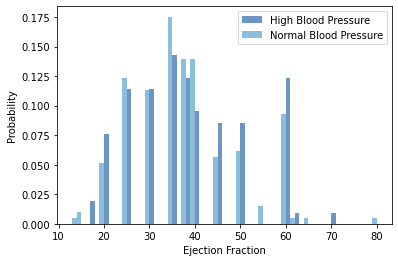 High Blood Pressure
Normal Blood Pressure
0.175
0.150
0.125
0.100
0.075
0.050
0.025
0.000
Probability
10 20 30 40 50 60 70 80
Ejection Fraction